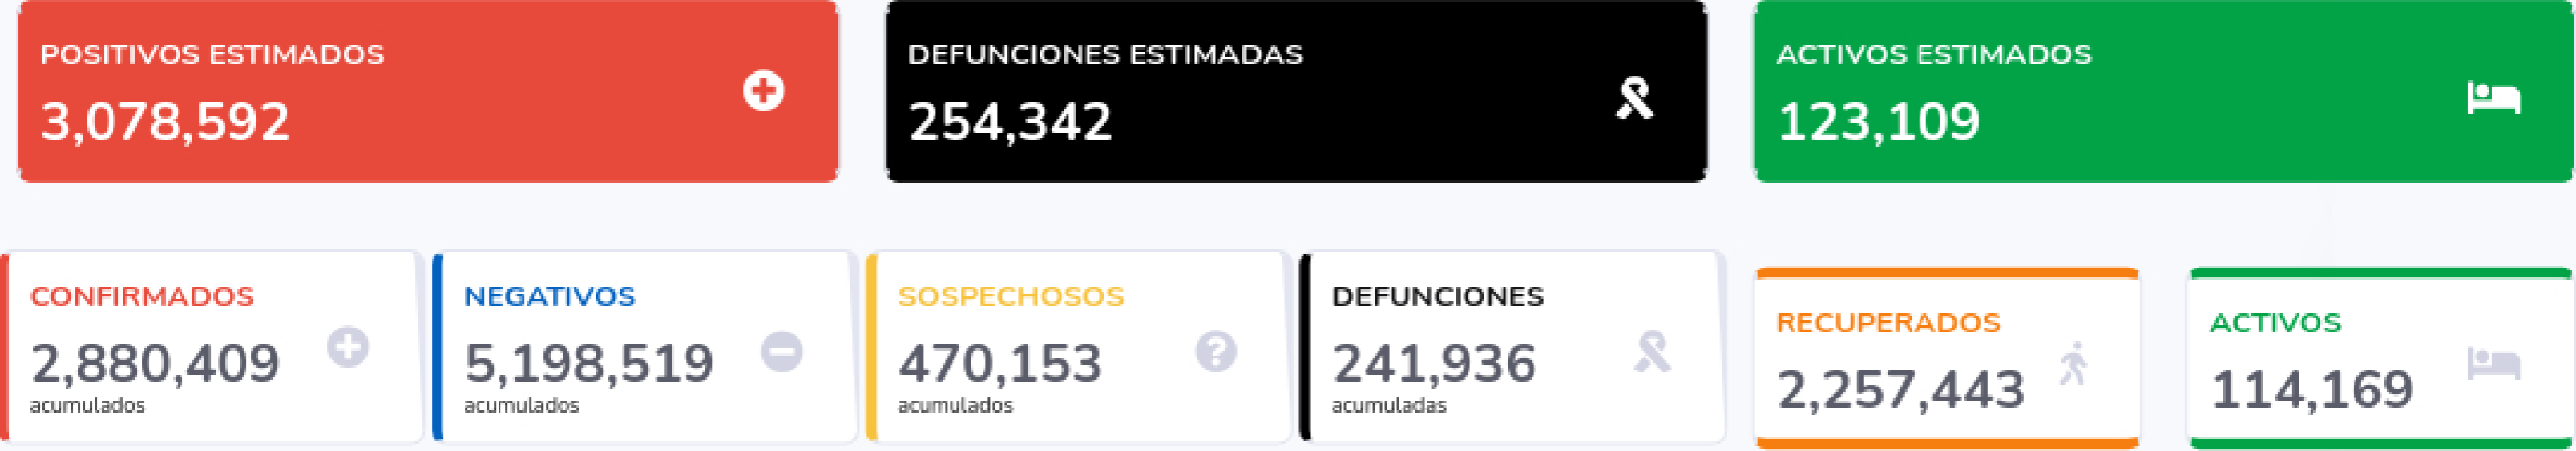 POSITIVOS ESTIMADOS
3,078,592
DEFUNCIONES ESTIMADAS
254,342
ACTIVOS ESTIMADOS
123,109
CONFIRMADOS
2,880,409
acumulados
NEGATIVOS
5,198,519
acumulados
SOSPECHOSOS
470,153
acumulados
DEFUNCIONES
241,936
acumuladas
RECUPERADOS
2,257,443
ACTIVOS
114,169